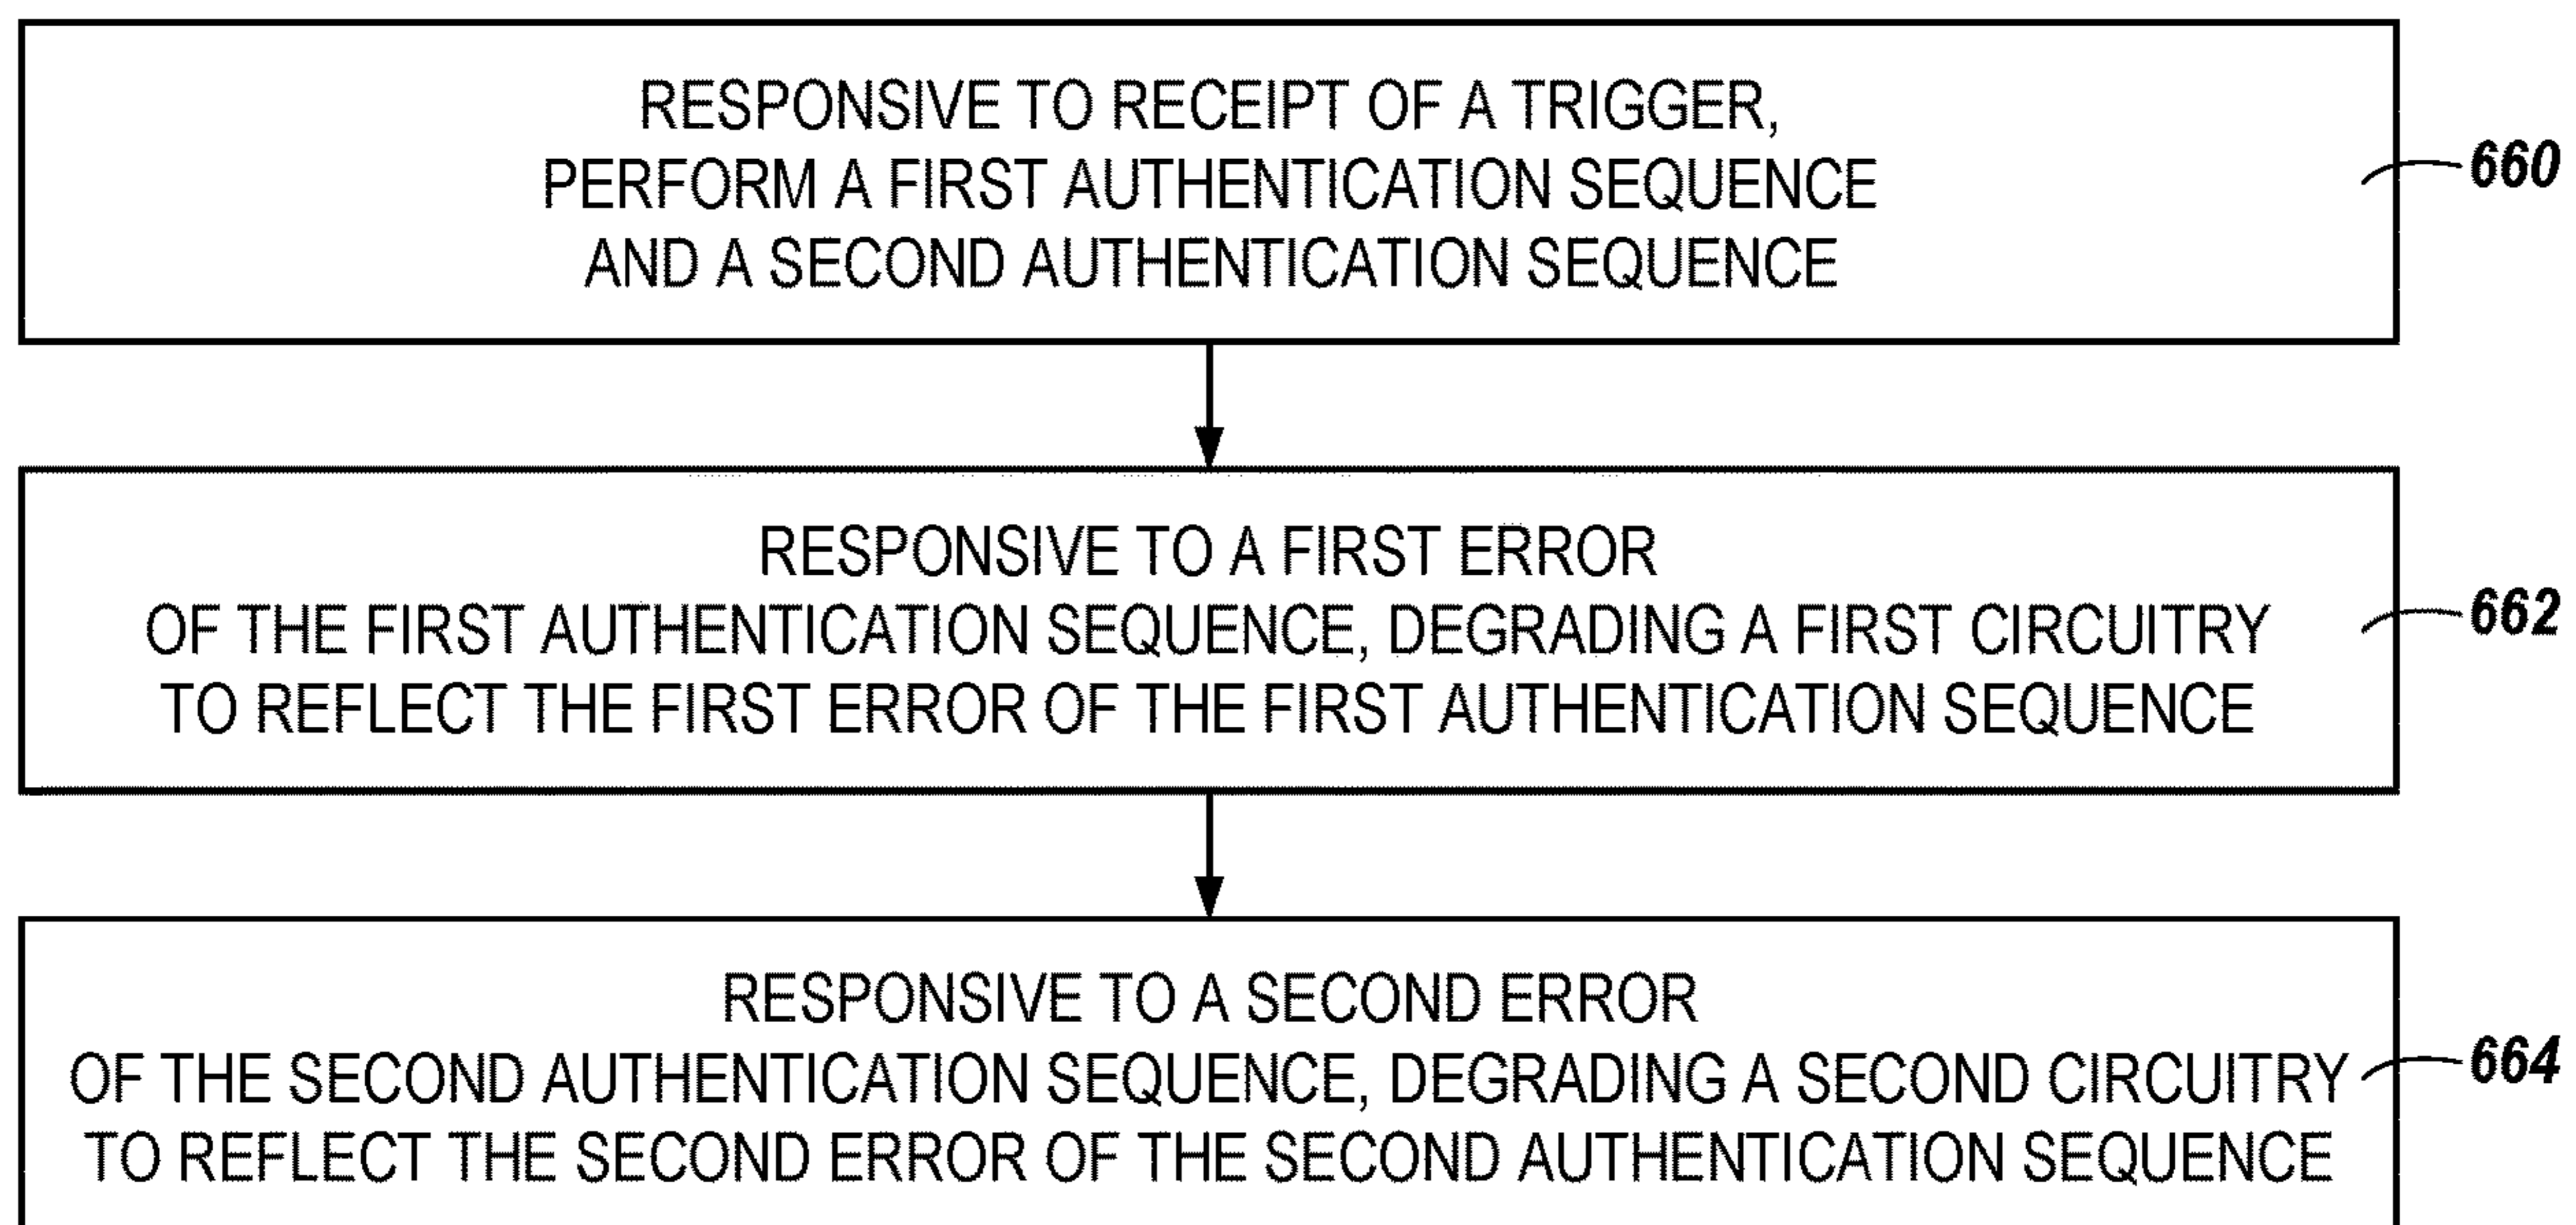 RESPONSIVE TO RECEIPT OF A TRIGGER,
PERFORM A FIRST AUTHENTICATION SEQUENCE
AND A SECOND AUTHENTICATION SEQUENCE
660
RESPONSIVE TO A FIRST ERROR
OF THE FIRST AUTHENTICATION SEQUENCE, DEGRADING A FIRST CIRCUITRY
TO REFLECT THE FIRST ERROR OF THE FIRST AUTHENTICATION SEQUENCE
662
RESPONSIVE TO A SECOND ERROR
OF THE SECOND AUTHENTICATION SEQUENCE, DEGRADING A SECOND CIRCUITRY
TO REFLECT THE SECOND ERROR OF THE SECOND AUTHENTICATION SEQUENCE
664